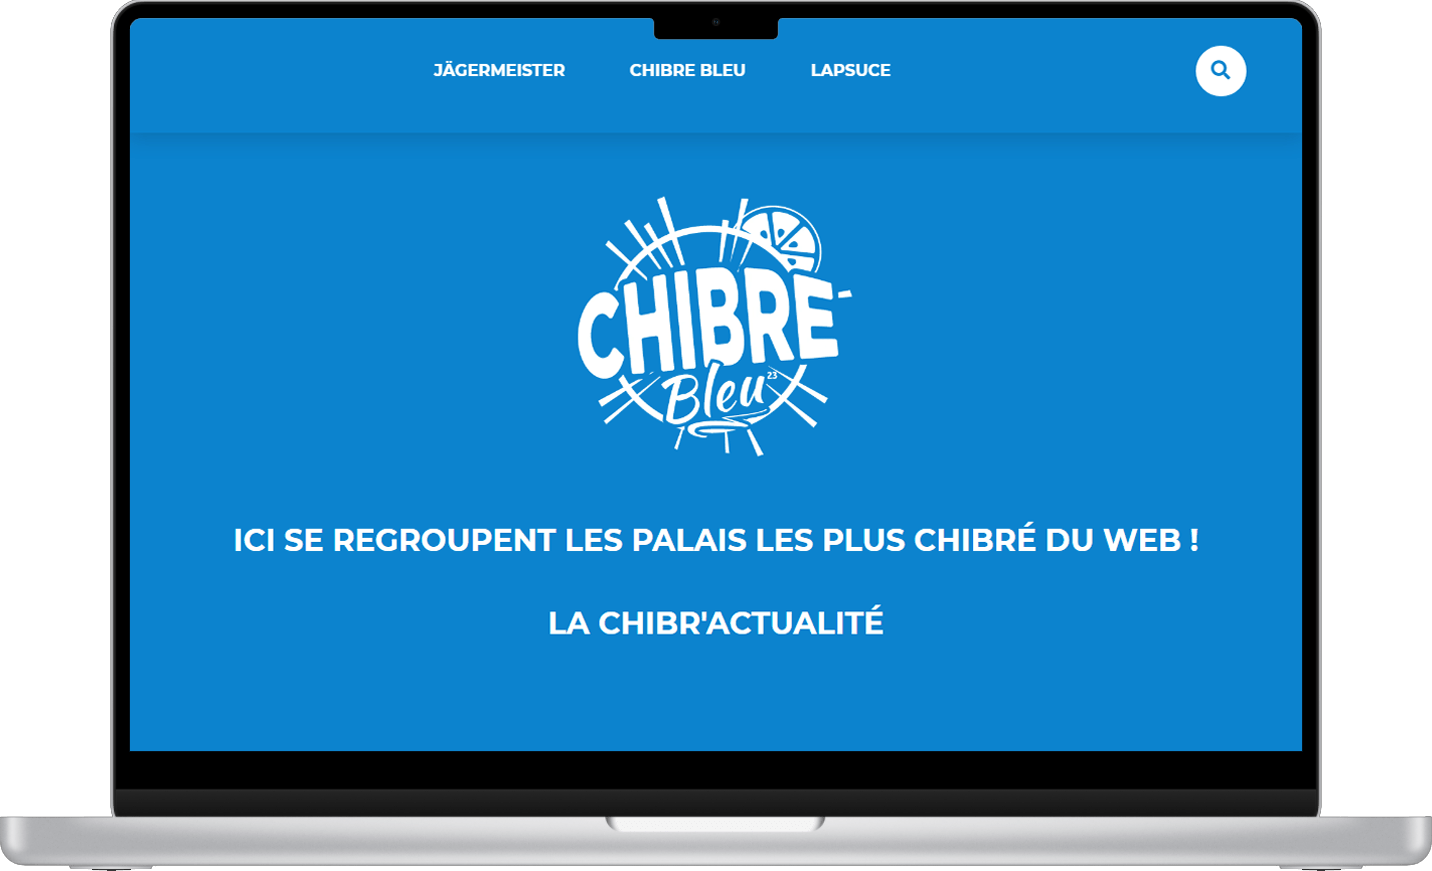 JÄGERMEISTER CHIBRE BLEU LAPSUCE
CHIBRE
Bleu 23
ICI SE REGROUPENT LES PALAIS LES PLUS CHIBRÉ DU WEB !
LA CHIBR'ACTUALITÉ